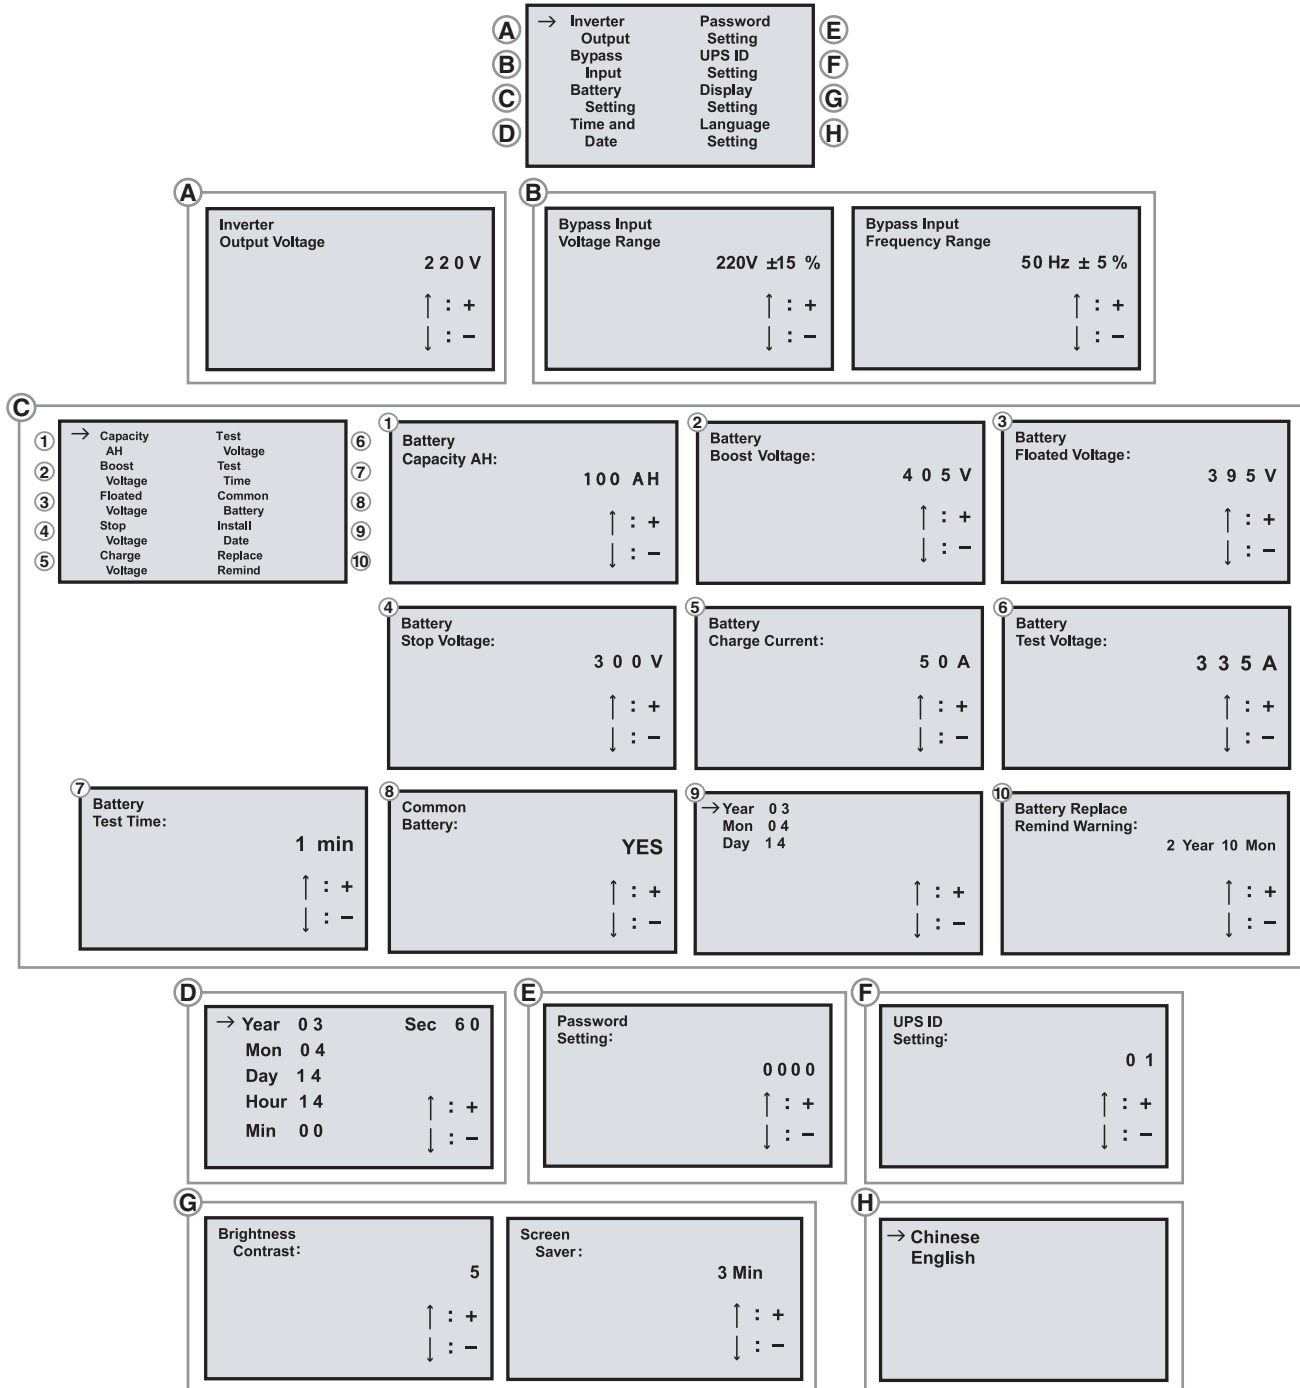 A → Inverter Password E
Output Setting
B Bypass UPS ID F
Input Setting
C Battery Display G
Setting Setting
D Time and Language H
Date Setting
A
Inverter
Output Voltage
220V
↑ : +
↓ : −
B
Bypass Input
Voltage Range
220V ±15 %
↑ : +
↓ : −
Bypass Input
Frequency Range
50 Hz ± 5 %
↑ : +
↓ : −
C
1 → Capacity Test 6
AH Voltage
2 Boost Test 7
Voltage Time
3 Floated Common 8
Voltage Battery
4 Stop Install 9
Voltage Date
5 Charge Replace 10
Voltage Remind
1
Battery
Capacity AH:
100 AH
↑ : +
↓ : −
2
Battery
Boost Voltage:
405 V
↑ : +
↓ : −
3
Battery
Floated Voltage:
395 V
↑ : +
↓ : −
4
Battery
Stop Voltage:
300 V
↑ : +
↓ : −
5
Battery
Charge Current:
50 A
↑ : +
↓ : −
6
Battery
Test Voltage:
335 A
↑ : +
↓ : −
7
Battery
Test Time:
1 min
↑ : +
↓ : −
8
Common
Battery:
YES
↑ : +
↓ : −
9
→ Year 03
Mon 04
Day 14
↑ : +
↓ : −
10
Battery Replace
Remind Warning:
2 Year 10 Mon
↑ : +
↓ : −
D
→ Year 03 Sec 60
Mon 04
Day 14
Hour 14 ↑ : +
Min 00 ↓ : −
E
Password
Setting:
0000
↑ : +
↓ : −
F
UPS ID
Setting:
01
↑ : +
↓ : −
G
Brightness
Contrast:
5
↑ : +
↓ : −
Screen
Saver:
3 Min
↑ : +
↓ : −
H
→ Chinese
English